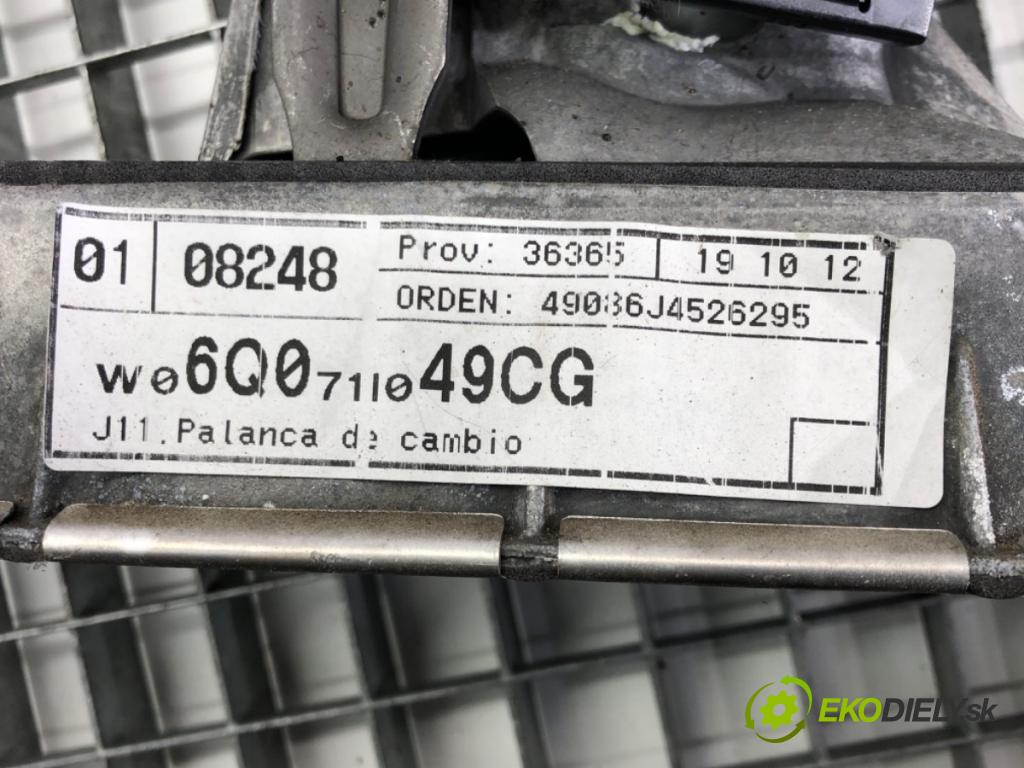 01 08248 Prov: 36365 19 10 12
ORDEN: 49086J4526295
W06Q0711049CG
J11.Palanca de cambio
EKODIELY.sk